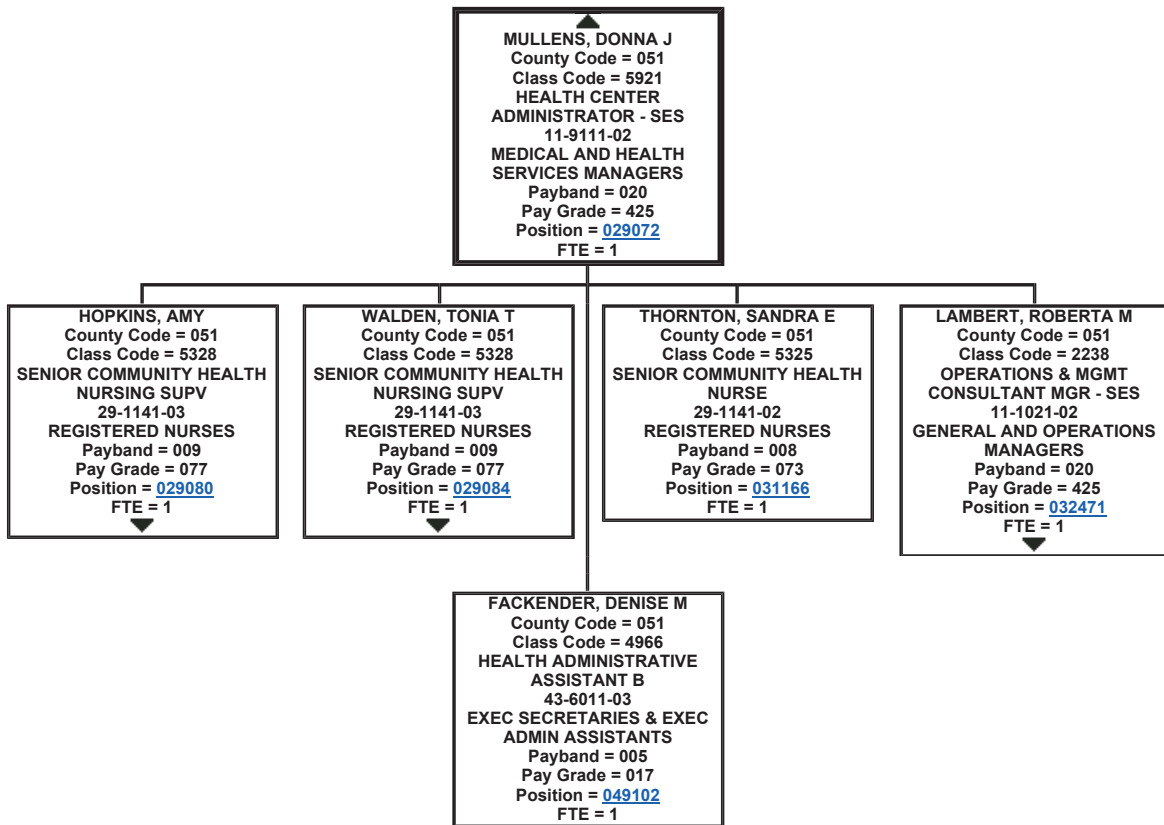 MULLENS, DONNA J
County Code = 051
Class Code = 5921
HEALTH CENTER
ADMINISTRATOR - SES
11-9111-02
MEDICAL AND HEALTH
SERVICES MANAGERS
Payband = 020
Pay Grade = 425
Position = 029072
FTE = 1
HOPKINS, AMY
County Code = 051
Class Code = 5328
SENIOR COMMUNITY HEALTH
NURSING SUPV
29-1141-03
REGISTERED NURSES
Payband = 009
Pay Grade = 077
Position = 029080
FTE = 1
WALDEN, TONIA T
County Code = 051
Class Code = 5328
SENIOR COMMUNITY HEALTH
NURSING SUPV
29-1141-03
REGISTERED NURSES
Payband = 009
Pay Grade = 077
Position = 029084
FTE = 1
THORNTON, SANDRA E
County Code = 051
Class Code = 5325
SENIOR COMMUNITY HEALTH
NURSE
29-1141-02
REGISTERED NURSES
Payband = 008
Pay Grade = 073
Position = 031166
FTE = 1
LAMBERT, ROBERTA M
County Code = 051
Class Code = 2238
OPERATIONS & MGMT
CONSULTANT MGR - SES
11-1021-02
GENERAL AND OPERATIONS
MANAGERS
Payband = 020
Pay Grade = 425
Position = 032471
FTE = 1
FACKENDER, DENISE M
County Code = 051
Class Code = 4966
HEALTH ADMINISTRATIVE
ASSISTANT B
43-6011-03
EXEC SECRETARIES & EXEC
ADMIN ASSISTANTS
Payband = 005
Pay Grade = 017
Position = 049102
FTE = 1